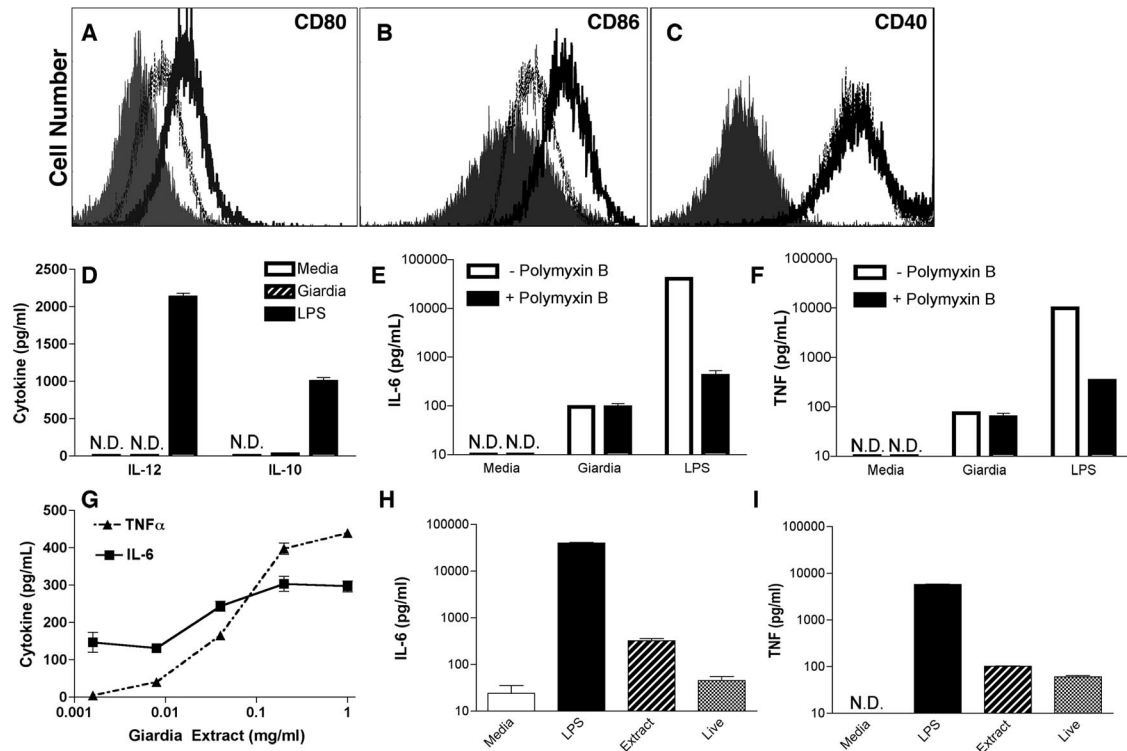 A
CD80
B
CD86
C
CD40
Cell Number
D
Media
Giardia
LPS
Cytokine (pg/ml)
2500
2000
1500
1000
500
0
N.D.
N.D.
N.D.
IL-12
IL-10
E
- Polymyxin B
+ Polymyxin B
IL-6 (pg/mL)
100000
10000
1000
100
10
N.D.
N.D.
Media
Giardia
LPS
F
- Polymyxin B
+ Polymyxin B
TNF (pg/mL)
100000
10000
1000
100
10
N.D.
N.D.
Media
Giardia
LPS
G
TNFα
IL-6
Cytokine (pg/mL)
500
400
300
200
100
0
0.001
0.01
0.1
1
Giardia Extract (mg/ml)
H
IL-6 (pg/ml)
100000
10000
1000
100
10
Media
LPS
Extract
Live
I
TNF (pg/ml)
100000
10000
1000
100
10
N.D.
Media
LPS
Extract
Live